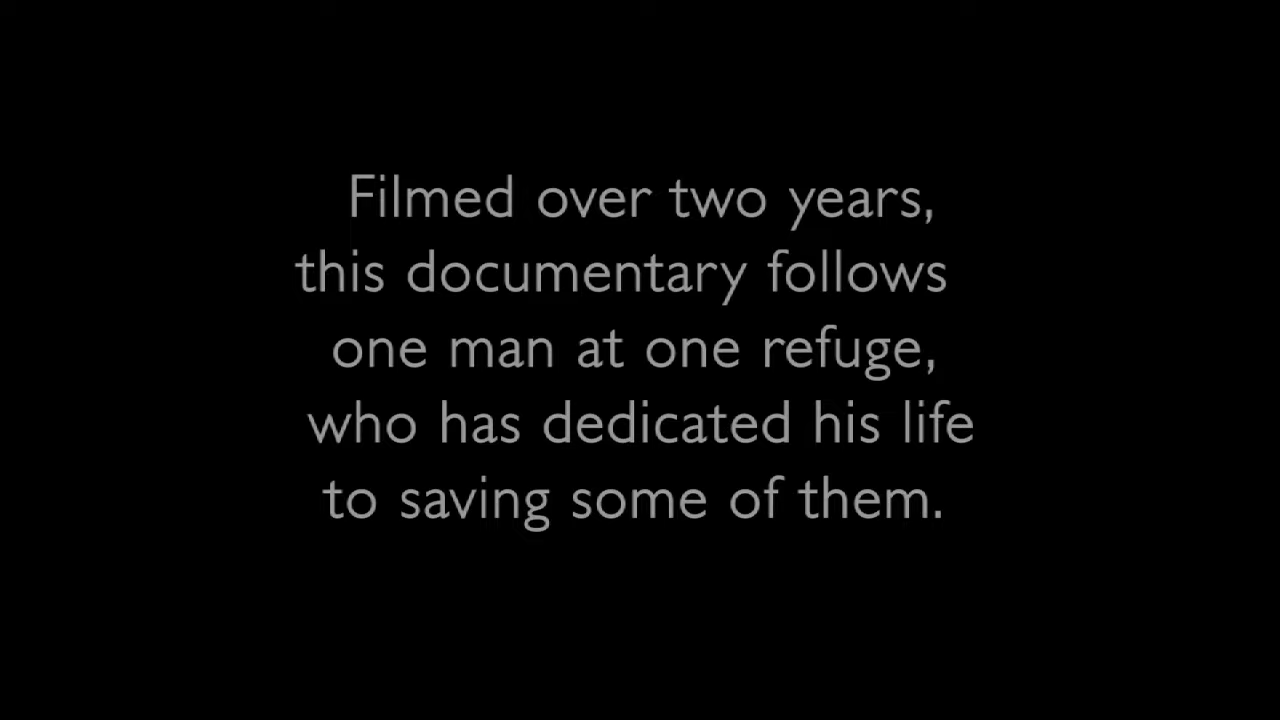 Filmed over two years,
this documentary follows
one man at one refuge,
who has dedicated his life
to saving some of them.